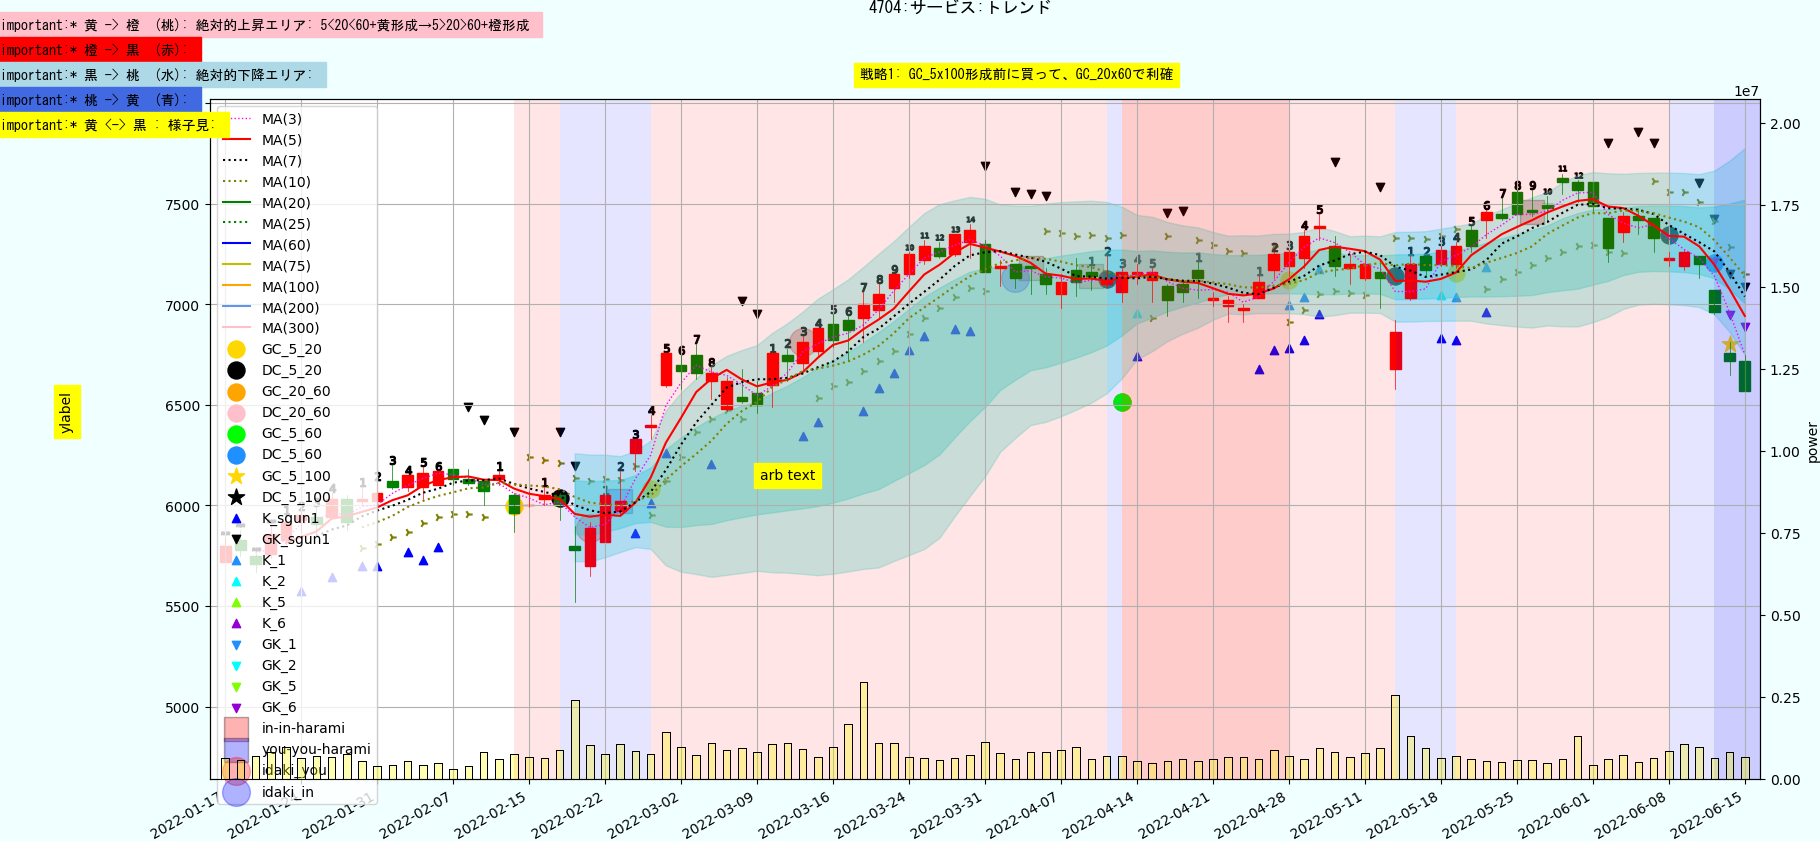 4704:サービス:トレンド
important:* 黄 -> 橙 (桃): 絶対的上昇エリア: 5<20<60+黄形成→5>20>60+橙形成
important:* 橙 -> 黒 (赤):
important:* 黒 -> 桃 (水): 絶対的下降エリア:
戦略1: GC_5x100形成前に買って、GC_20x60で利確
important:* 桃 -> 黄 (青):
important:* 黄 <-> 黒 : 様子見:
1e7
MA(3)
MA(5)
MA(7)
MA(10)
MA(20)
MA(25)
MA(60)
MA(75)
MA(100)
MA(200)
MA(300)
GC_5_20
DC_5_20
GC_20_60
DC_20_60
GC_5_60
DC_5_60
GC_5_100
DC_5_100
K_sgun1
GK_sgun1
K_1
K_2
K_5
K_6
GK_1
GK_2
GK_5
GK_6
in-in-harami
you-you-harami
idaki_you
idaki_in
7500
7000
6500
6000
5500
5000
ylabel
arb text
2.00
1.75
1.50
1.25
1.00
0.75
0.50
0.25
0.00
power
2022-01-17
2022-01-24
2022-01-31
2022-02-07
2022-02-15
2022-02-22
2022-03-02
2022-03-09
2022-03-16
2022-03-24
2022-03-31
2022-04-07
2022-04-14
2022-04-21
2022-04-28
2022-05-11
2022-05-18
2022-05-25
2022-06-01
2022-06-08
2022-06-15